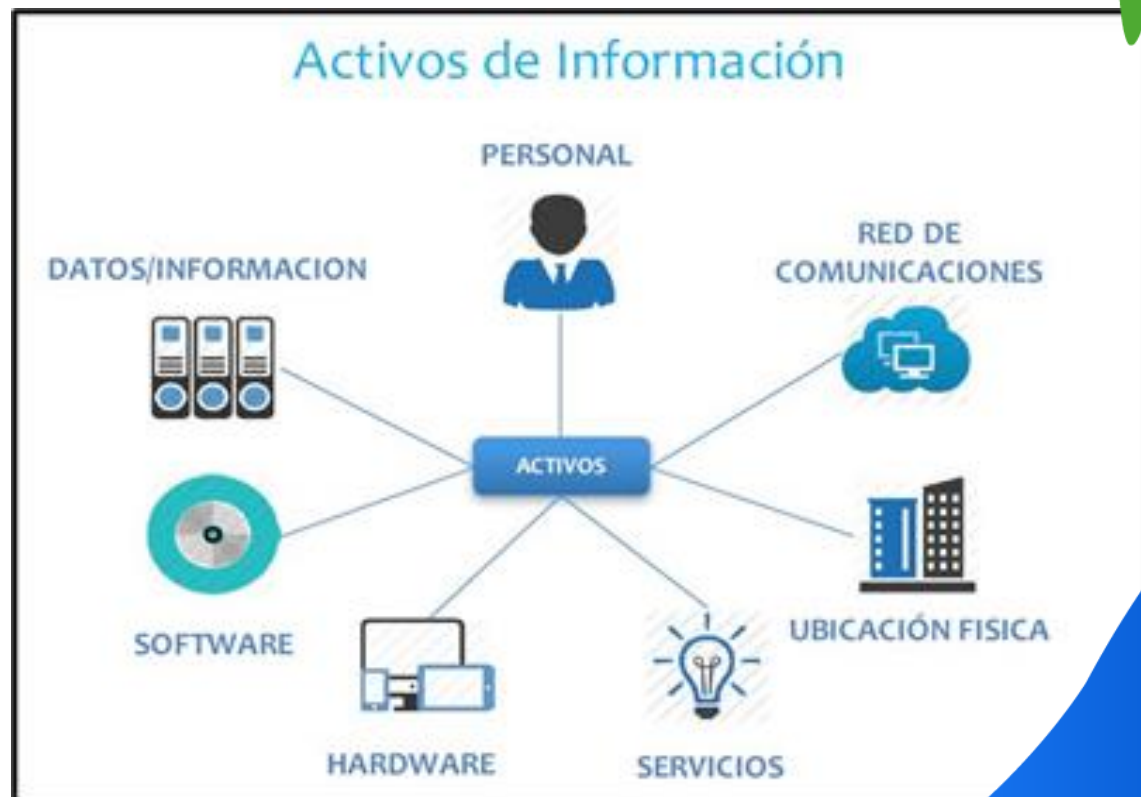 Activos de Información
PERSONAL
RED DE
COMUNICACIONES
DATOS/INFORMACION
ACTIVOS
SOFTWARE
UBICACIÓN FISICA
HARDWARE
SERVICIOS